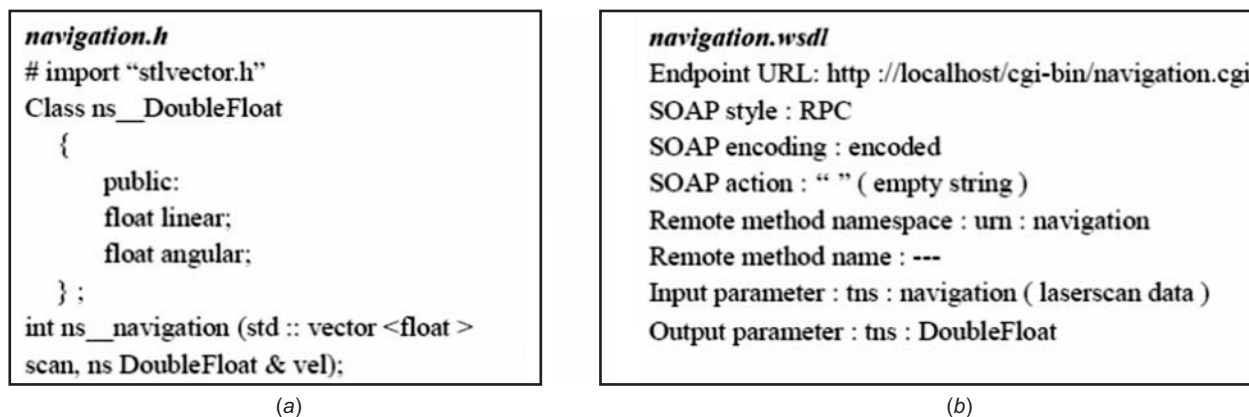 navigation.h
# import “stlvector.h”
Class ns__DoubleFloat
{
public:
float linear;
float angular;
} ;
int ns__navigation (std :: vector <float >
scan, ns DoubleFloat & vel);
(a)
navigation.wsdl
Endpoint URL: http ://localhost/cgi-bin/navigation.cgi
SOAP style : RPC
SOAP encoding : encoded
SOAP action : “ ” ( empty string )
Remote method namespace : urn : navigation
Remote method name : ---
Input parameter : tns : navigation ( laserscan data )
Output parameter : tns : DoubleFloat
(b)